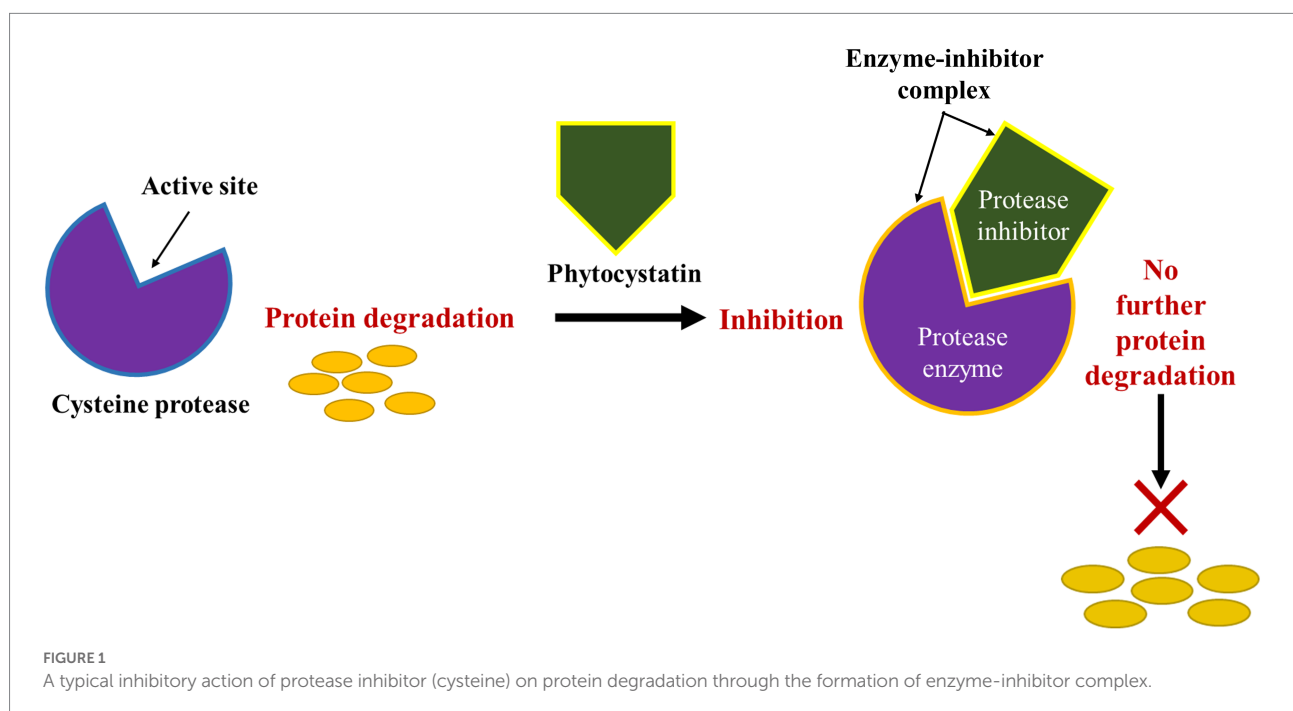 Enzyme-inhibitor
complex
Active site
Protease
inhibitor
Phytocystatin
No
further
protein
degradation
Protein degradation
Inhibition
Protease
enzyme
Cysteine protease
FIGURE 1
A typical inhibitory action of protease inhibitor (cysteine) on protein degradation through the formation of enzyme-inhibitor complex.